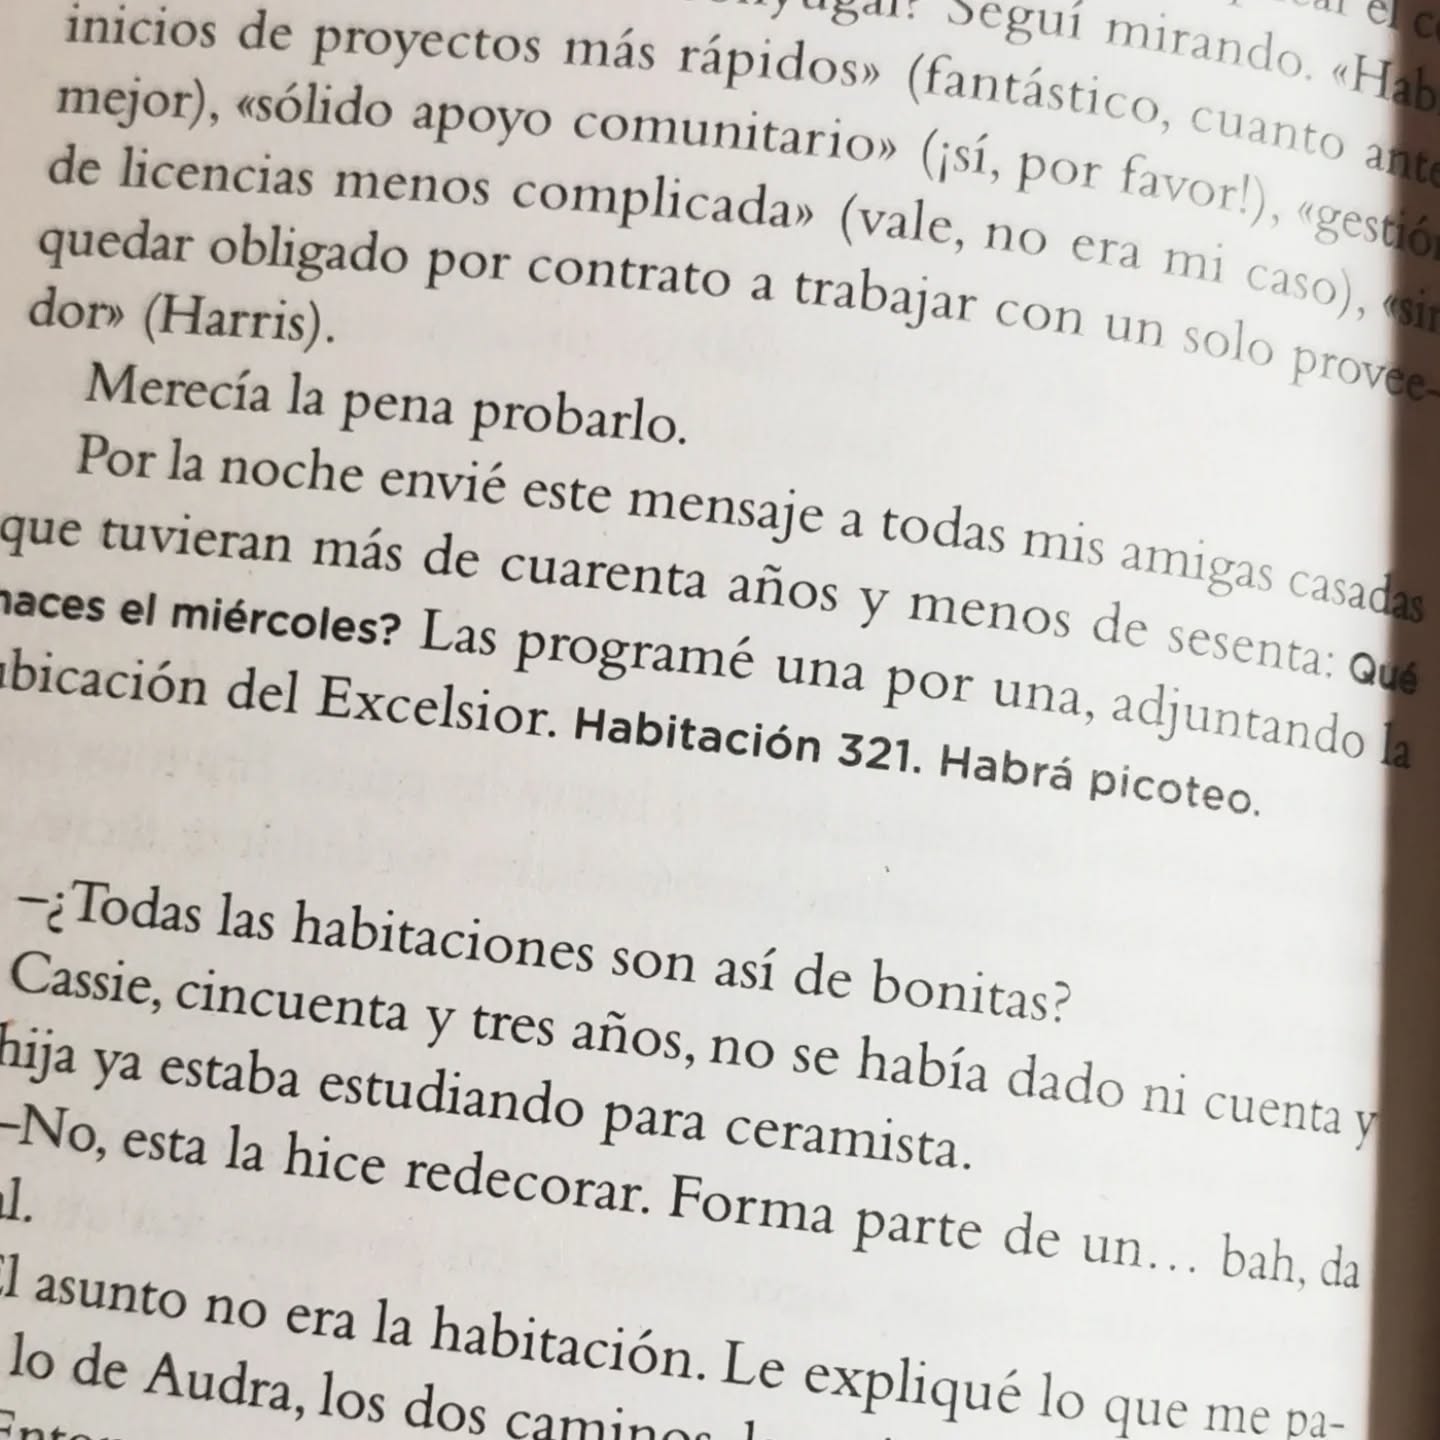 Seguí mirando. «Hab
inicios de proyectos más rápidos» (fantástico, cuanto ante
mejor), «sólido apoyo comunitario» (¡sí, por favor!), «gestión
de licencias menos complicada» (vale, no era mi caso), «sin
quedar obligado por contrato a trabajar con un solo provee-
dor» (Harris).
Merecía la pena probarlo.
Por la noche envié este mensaje a todas mis amigas casadas
que tuvieran más de cuarenta años y menos de sesenta: Qué
haces el miércoles? Las programé una por una, adjuntando la
ubicación del Excelsior. Habitación 321. Habrá picoteo.
–¿Todas las habitaciones son así de bonitas?
Cassie, cincuenta y tres años, no se había dado ni cuenta y
hija ya estaba estudiando para ceramista.
–No, esta la hice redecorar. Forma parte de un… bah, da
al.
El asunto no era la habitación. Le expliqué lo que me pa-
lo de Audra, los dos caminos